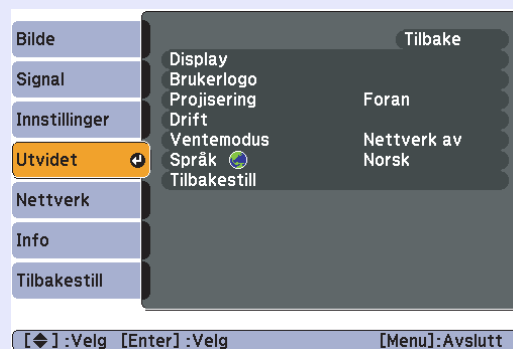 Bilde
Signal
Innstillinger
Utvidet
Nettverk
Info
Tilbakestill
Tilbake
Display
Brukerlogo
Projisering Foran
Drift
Ventemodus Nettverk av
Språk Norsk
Tilbakestill
[◆] :Velg [Enter] :Velg [Menu]:Avslutt